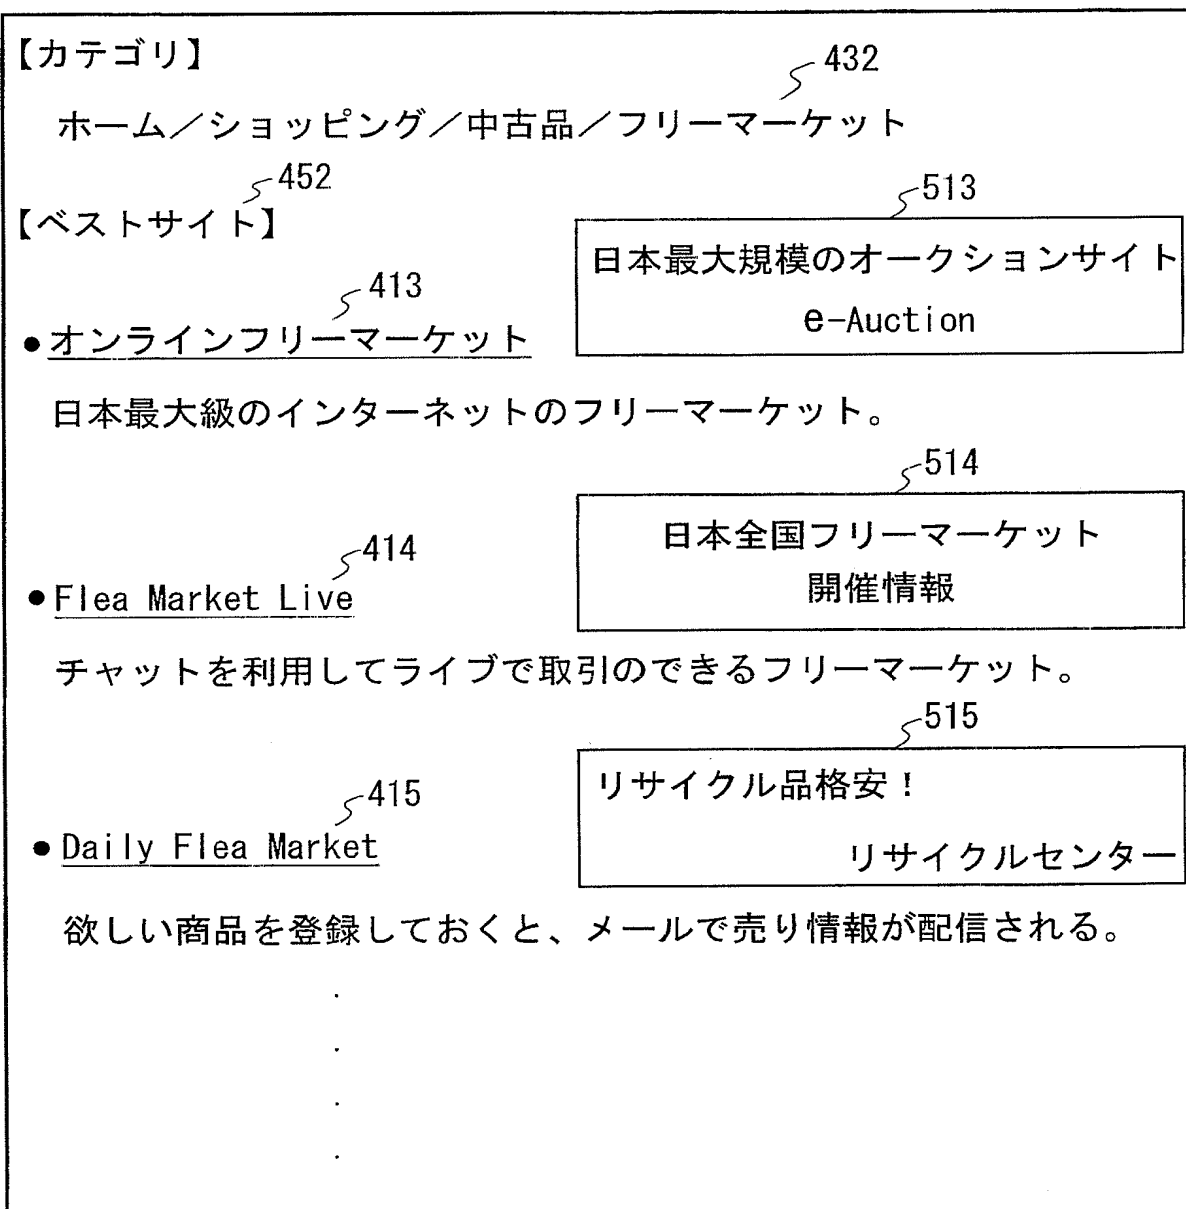 【カテゴリ】
432
ホーム／ショッピング／中古品／フリーマーケット
452
【ベストサイト】
513
日本最大規模のオークションサイト
e-Auction
413
●オンラインフリーマーケット
日本最大級のインターネットのフリーマーケット。
514
日本全国フリーマーケット
開催情報
414
●Flea Market Live
チャットを利用してライブで取引のできるフリーマーケット。
515
リサイクル品格安！
リサイクルセンター
415
●Daily Flea Market
欲しい商品を登録しておくと、メールで売り情報が配信される。